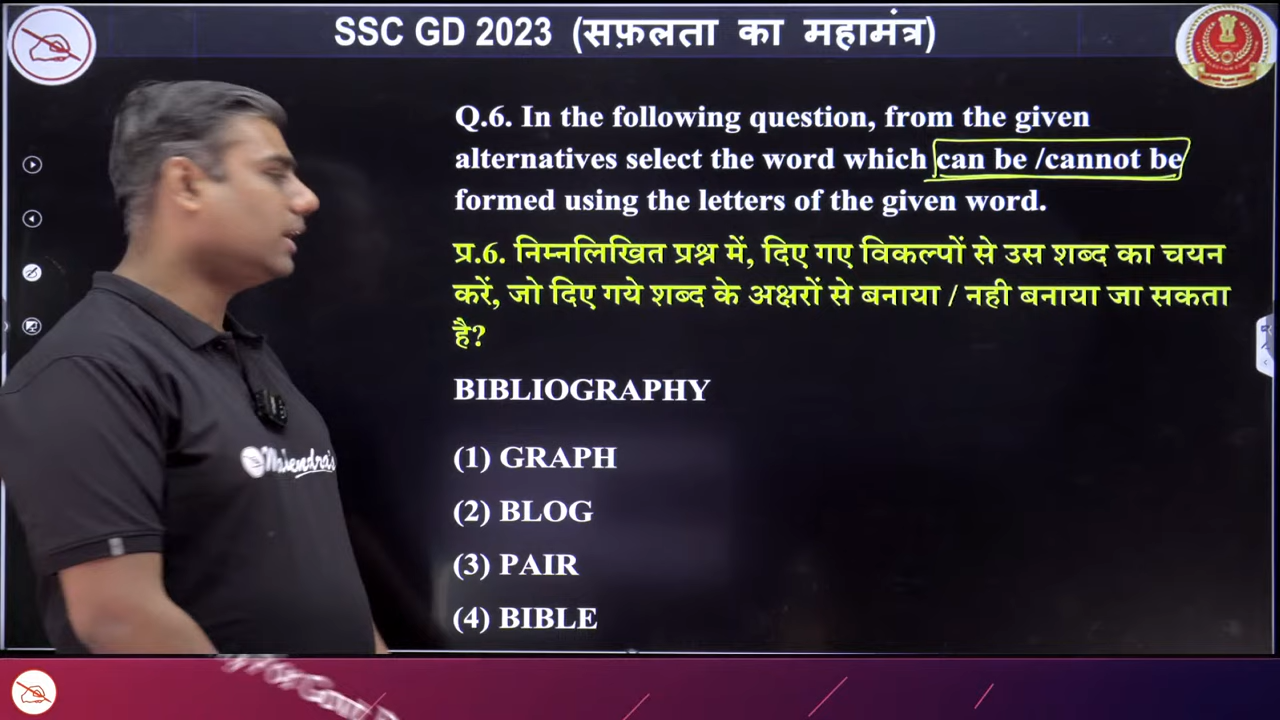 SSC GD 2023 (सफ़लता का महामंत्र)
Q.6. In the following question, from the given
alternatives select the word which can be /cannot be
formed using the letters of the given word.
प्र.6. निम्नलिखित प्रश्न में, दिए गए विकल्पों से उस शब्द का चयन
करें, जो दिए गये शब्द के अक्षरों से बनाया / नही बनाया जा सकता
है?
BIBLIOGRAPHY
(1) GRAPH
(2) BLOG
(3) PAIR
(4) BIBLE
Mahendra's